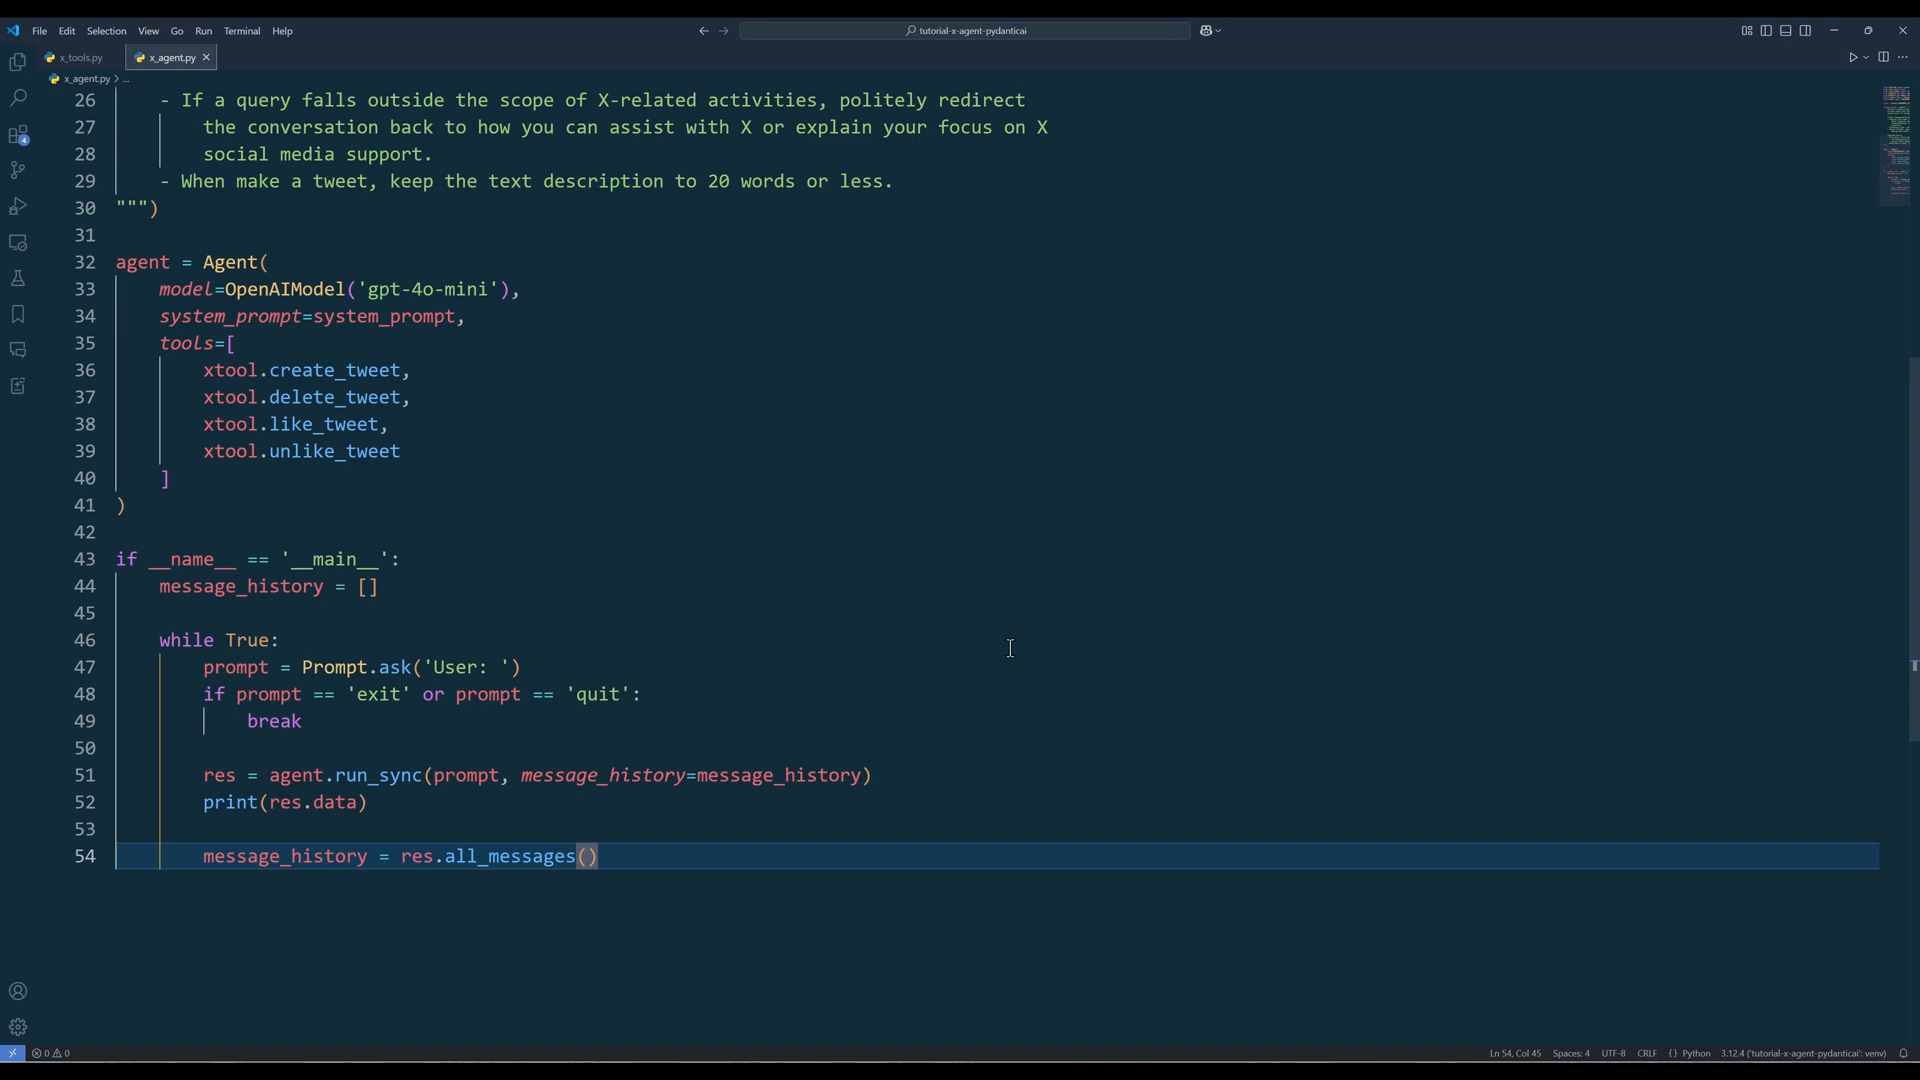 File Edit Selection View Go Run Terminal Help
tutorial-x-agent-pydanticai
x_tools.py
x_agent.py
x_agent.py > ...
26 - If a query falls outside the scope of X-related activities, politely redirect
27 the conversation back to how you can assist with X or explain your focus on X
28 social media support.
29 - When make a tweet, keep the text description to 20 words or less.
30 """)
31
32 agent = Agent(
33 model=OpenAIModel('gpt-4o-mini'),
34 system_prompt=system_prompt,
35 tools=[
36 xtool.create_tweet,
37 xtool.delete_tweet,
38 xtool.like_tweet,
39 xtool.unlike_tweet
40 ]
41 )
42
43 if __name__ == '__main__':
44 message_history = []
45
46 while True:
47 prompt = Prompt.ask('User: ')
48 if prompt == 'exit' or prompt == 'quit':
49 break
50
51 res = agent.run_sync(prompt, message_history=message_history)
52 print(res.data)
53
54 message_history = res.all_messages()
4
0 0
Ln 54, Col 45 Spaces: 4 UTF-8 CRLF {} Python 3.12.4 ('tutorial-x-agent-pydanticai': venv)